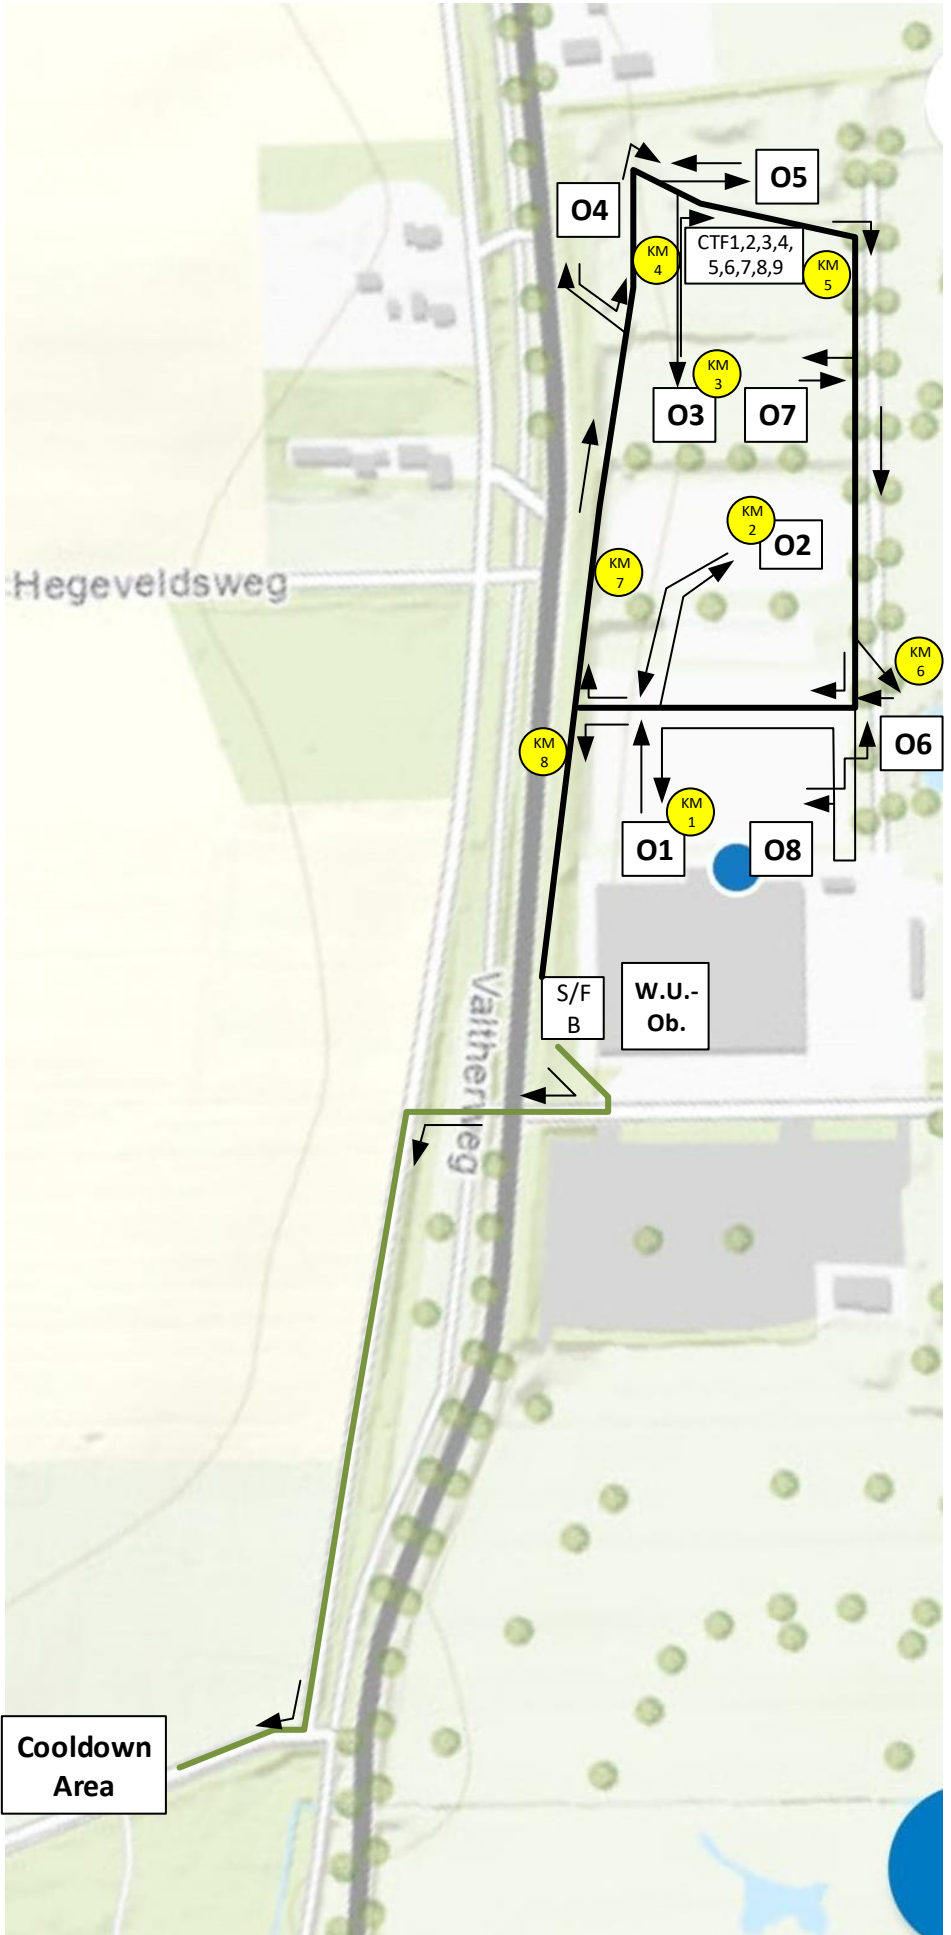 O5
O4
CTF1,2,3,4,
5,6,7,8,9
KM
4
KM
5
KM
3
O3
O7
KM
2
O2
Hegeveldsweg
KM
7
KM
6
O6
KM
8
KM
1
O1
O8
S/F
B
W.U.-
Ob.
Valtherweg
Cooldown
Area